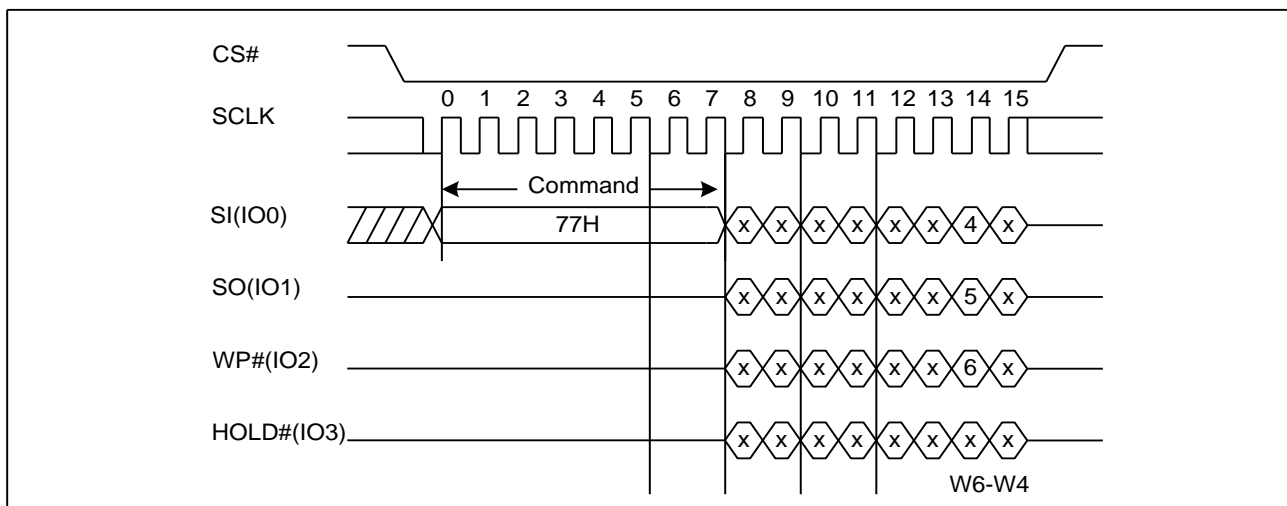 CS#
0 1 2 3 4 5 6 7 8 9 10 11 12 13 14 15
SCLK
Command
SI(IO0) 77H x x x x x x 4 x
SO(IO1) x x x x x x 5 x
WP#(IO2) x x x x x x 6 x
HOLD#(IO3) x x x x x x x x
W6-W4